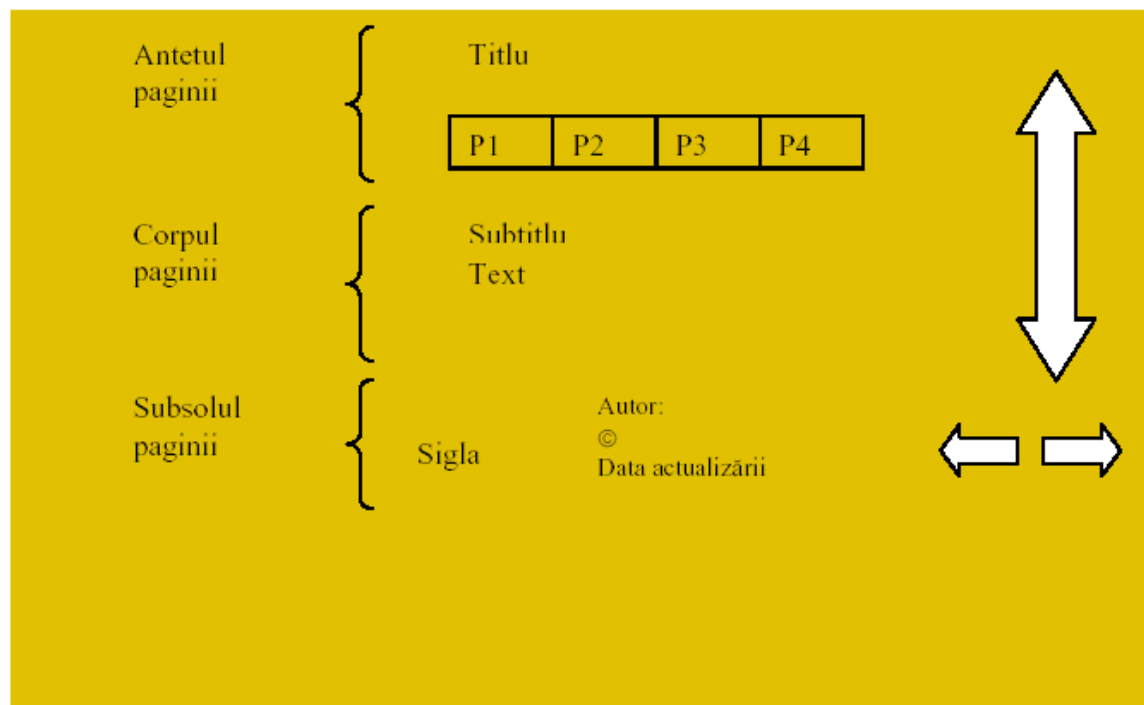 Antetul
paginii
Titlu
P1 P2 P3 P4
Corpul
paginii
Subtitlu
Text
Subsolul
paginii
Sigla
Autor:
©
Data actualizării